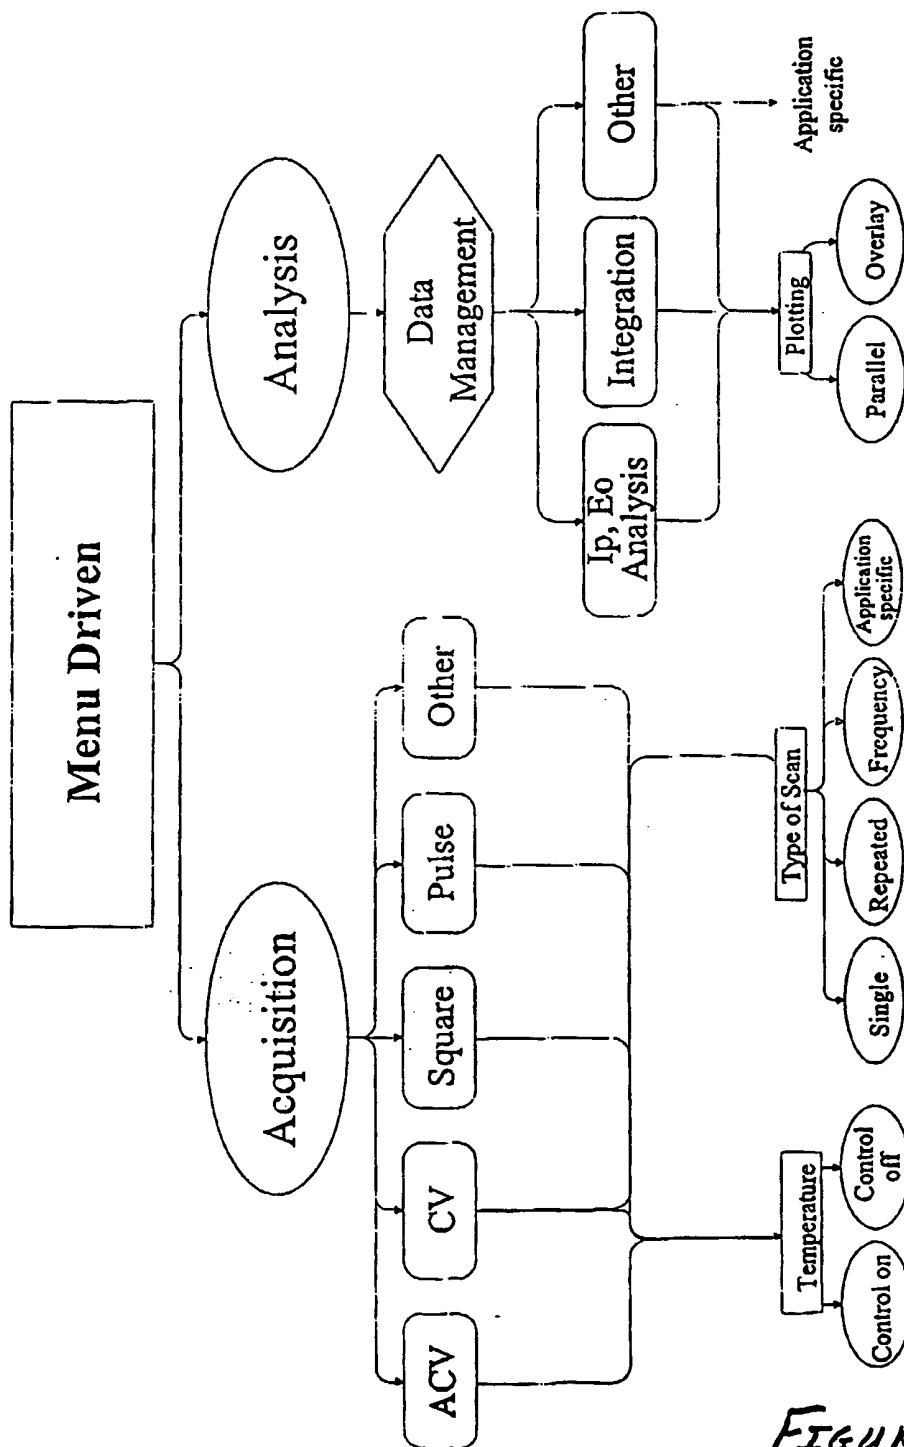 Menu Driven
Acquisition
Analysis
ACV
CV
Square
Pulse
Other
Data
Management
Ip, Eo
Analysis
Integration
Other
Temperature
Control on
Control
off
Type of Scan
Single
Repeated
Frequency
Application
specific
Plotting
Parallel
Overlay
Application
specific